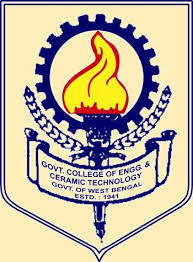 GOVT. COLLEGE OF ENGG. &
CERAMIC TECHNOLOGY
GOVT. OF WEST BENGAL
ESTD. : 1941